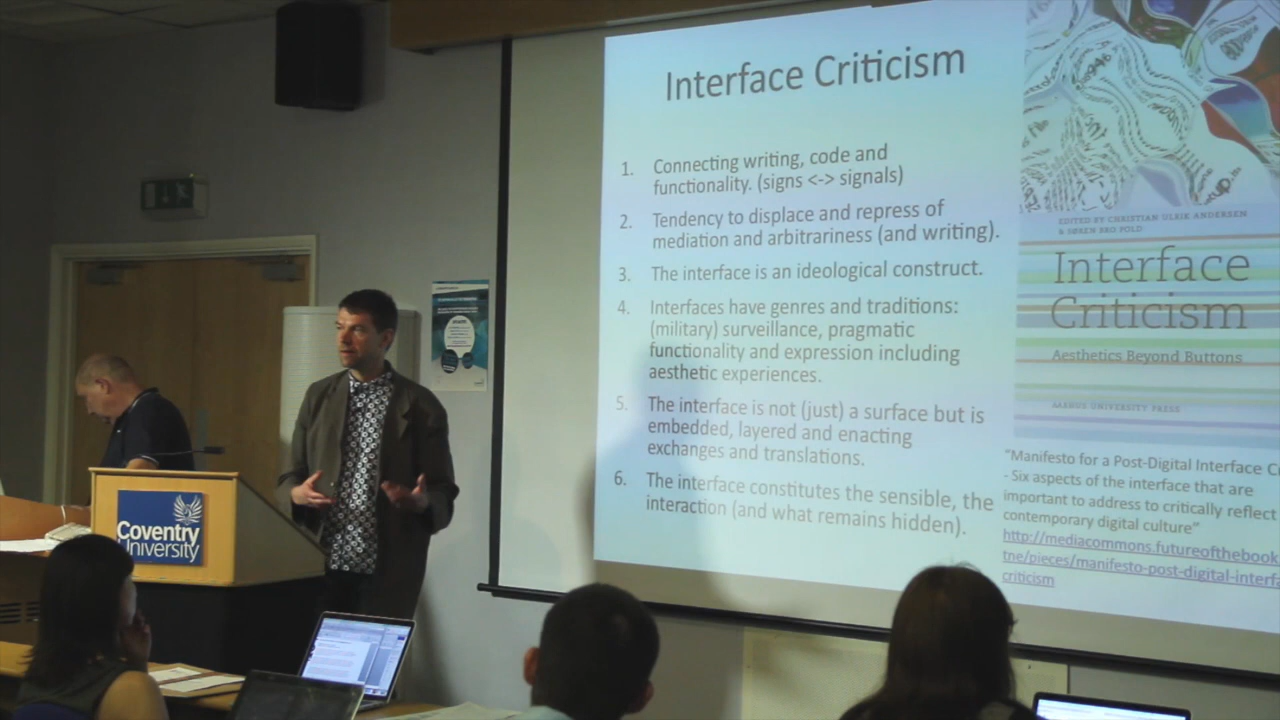 Interface Criticism
1. Connecting writing, code and
functionality. (signs <-> signals)
2. Tendency to displace and repress of
mediation and arbitrariness (and writing).
3. The interface is an ideological construct.
4. Interfaces have genres and traditions:
(military) surveillance, pragmatic
functionality and expression including
aesthetic experiences.
5. The interface is not (just) a surface but is
embedded, layered and enacting
exchanges and translations.
6. The interface constitutes the sensible, the
interaction (and what remains hidden).
EDITED BY CHRISTIAN ULRIK ANDERSEN
& SØREN BRO POLD
Interface
Criticism
Aesthetics Beyond Buttons
AARHUS UNIVERSITY PRESS
"Manifesto for a Post-Digital Interface C
- Six aspects of the interface that are
important to address to critically reflect
contemporary digital culture"
http://mediacommons.futureofthebook
tne/pieces/manifesto-post-digital-interf
criticism
Coventry
University